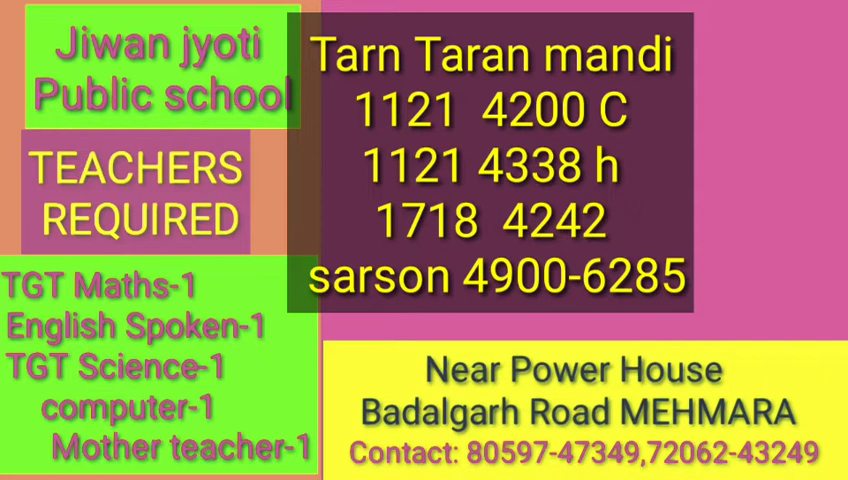 Jiwan jyoti
Public school
TEACHERS
REQUIRED
TGT Maths-1
English Spoken-1
TGT Science-1
computer-1
Mother teacher-1
Tarn Taran mandi
1121 4200 C
1121 4338 h
1718 4242
sarson 4900-6285
Near Power House
Badalgarh Road MEHMARA
Contact: 80597-47349,72062-43249